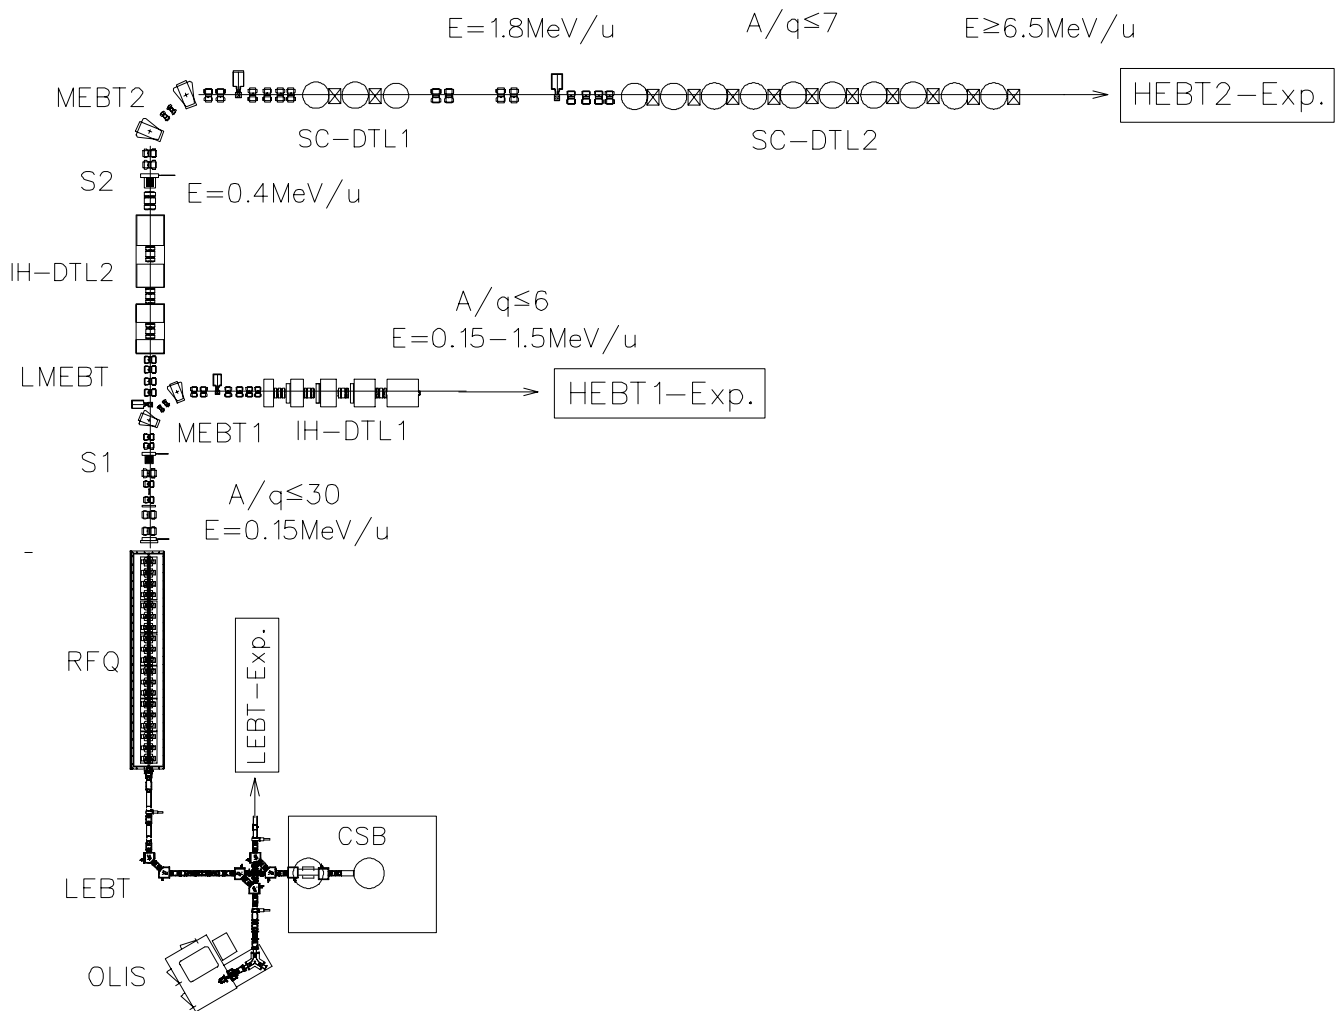 E=1.8MeV/u
A/q≤7
E≥6.5MeV/u
MEBT2
HEBT2-Exp.
SC-DTL1
SC-DTL2
S2
E=0.4MeV/u
IH-DTL2
A/q≤6
E=0.15-1.5MeV/u
LMEBT
HEBT1-Exp.
MEBT1
IH-DTL1
S1
A/q≤30
E=0.15MeV/u
RFQ
LEBT-Exp.
CSB
LEBT
OLIS